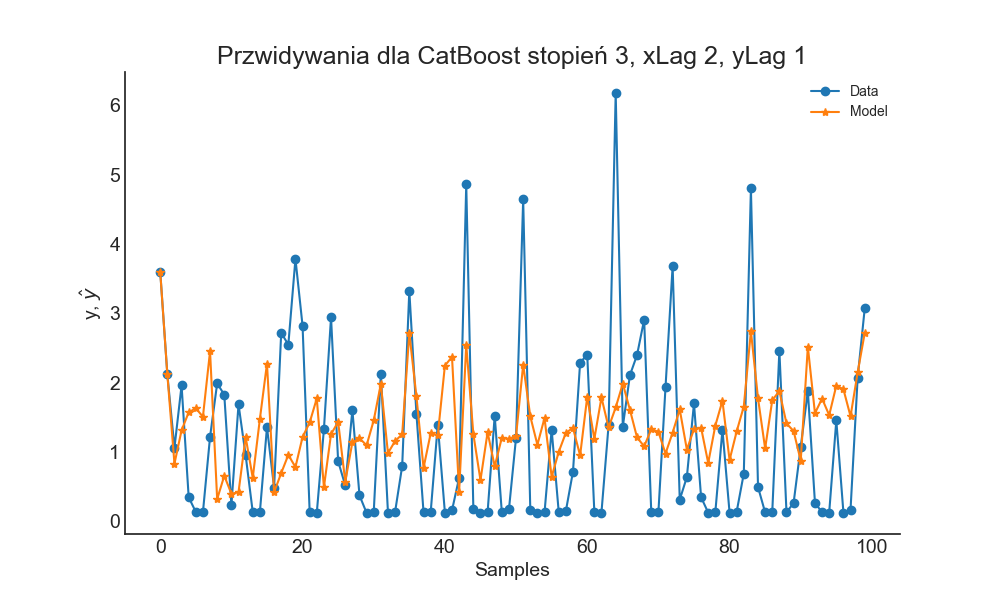 Przwidywania dla CatBoost stopień 3, xLag 2, yLag 1
Data
Model
6
5
4
3
2
1
0
y, ŷ
0 20 40 60 80 100
Samples